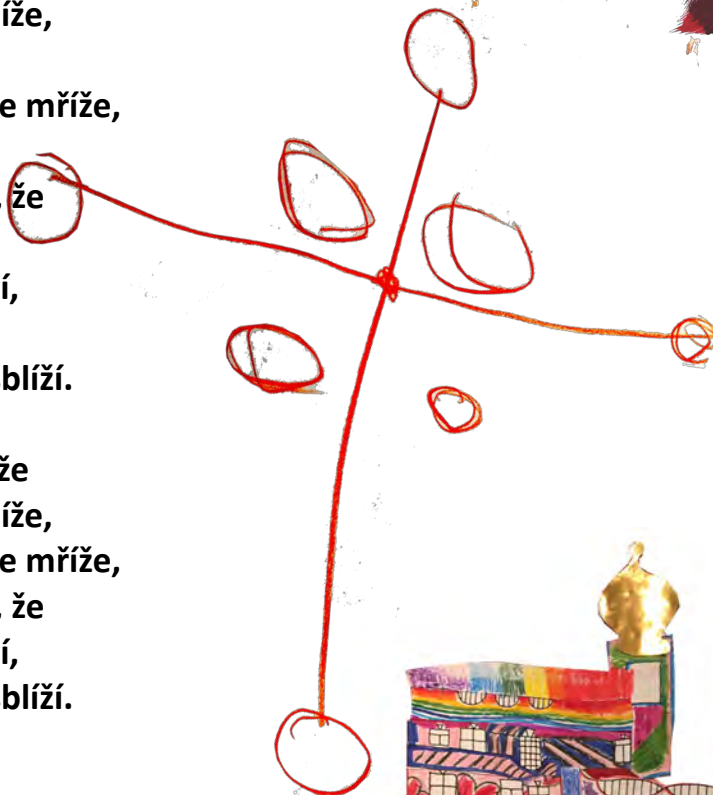 íže,
e mříže,
, že
í,
blíží.
že
íže,
e mříže,
, že
í,
blíží.